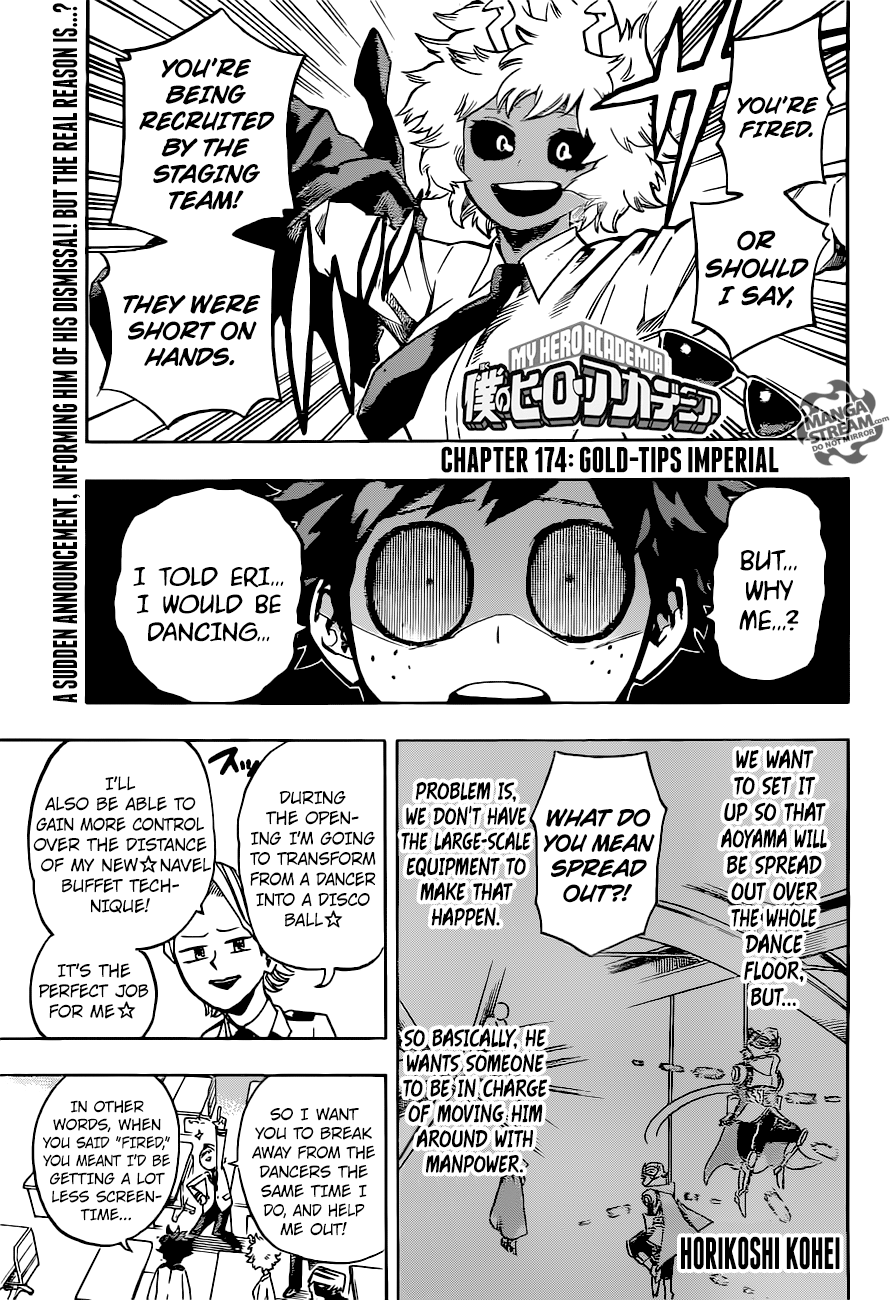 A SUDDEN ANNOUNCEMENT, INFORMING HIM OF HIS DISMISSAL! BUT THE REAL REASON IS...?
YOU'RE
FIRED.
OR
SHOULD
I SAY,
YOU'RE
BEING
RECRUITED
BY THE
STAGING
TEAM!
THEY WERE
SHORT ON
HANDS.
MY HERO ACADEMIA
僕のヒーローアカデミア
MANGA
STREAM.com
DO NOT MIRROR
CHAPTER 174: GOLD-TIPS IMPERIAL
BUT...
WHY
ME...?
I TOLD ERI...
I WOULD BE
DANCING...
WE WANT
TO SET IT
UP SO THAT
AOYAMA WILL
BE SPREAD
OUT OVER
THE WHOLE
DANCE
FLOOR,
BUT...
WHAT DO
YOU MEAN
SPREAD
OUT?!
PROBLEM IS,
WE DON'T HAVE
THE LARGE-SCALE
EQUIPMENT TO
MAKE THAT
HAPPEN.
SO BASICALLY, HE
WANTS SOMEONE
TO BE IN CHARGE
OF MOVING HIM
AROUND WITH
MANPOWER.
DURING
THE OPEN-
ING I'M GOING
TO TRANSFORM
FROM A DANCER
INTO A DISCO
BALL☆
スッ
I'LL
ALSO BE ABLE TO
GAIN MORE CONTROL
OVER THE DISTANCE
OF MY NEW☆NAVEL
BUFFET TECH-
NIQUE!
IT'S THE
PERFECT JOB
FOR ME☆
SO I WANT
YOU TO BREAK
AWAY FROM THE
DANCERS THE
SAME TIME I
DO, AND HELP
ME OUT!
IN OTHER
WORDS, WHEN
YOU SAID "FIRED,"
YOU MEANT I'D BE
GETTING A LOT
LESS SCREEN-
TIME...
HORIKOSHI KOHEI